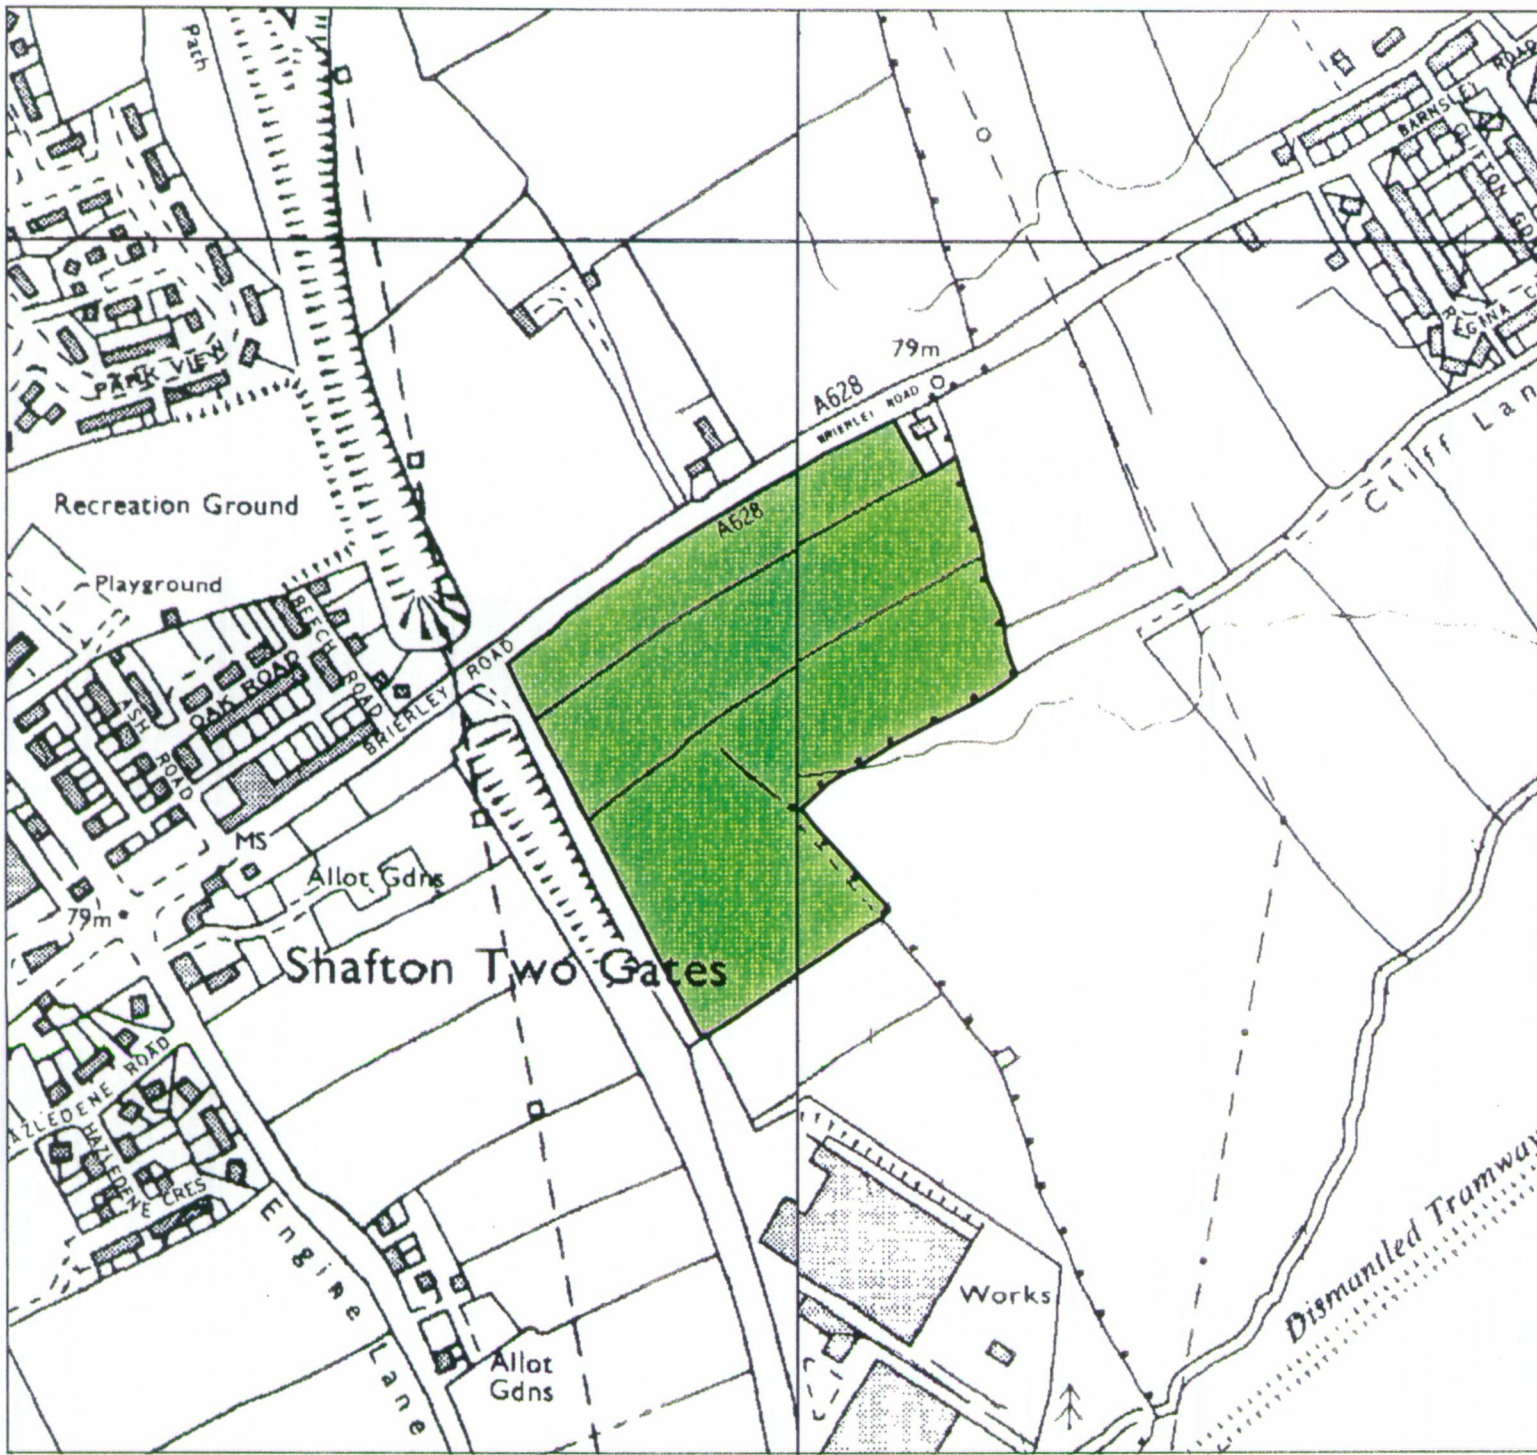 Path
BARNSLEY ROAD
PARK VIEW
REGINA
79m
A628
BRIERLEY ROAD
Cliff Lan
Recreation Ground
A628
Playground
BEECH ROAD
OAK ROAD
ASH ROAD
BRIERLEY ROAD
MS
Allot Gdns
79m
Shafton Two Gates
AZLEDENE ROAD
HAZLEDENE CRES
Engine Lane
Works
Dismantled Tramway
Allot
Gdns